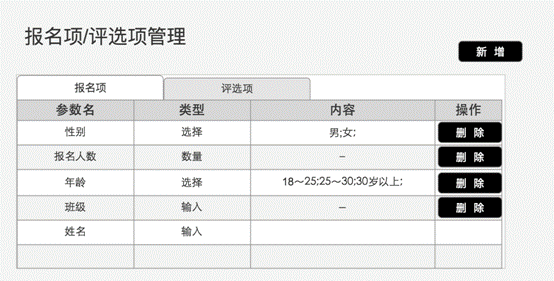 报名项/评选项管理
新 增
报名项 评选项
参数名 类型 内容 操作
性别 选择 男;女; 删 除
报名人数 数量 – 删 除
年龄 选择 18～25;25～30;30岁以上; 删 除
班级 输入 – 删 除
姓名 输入